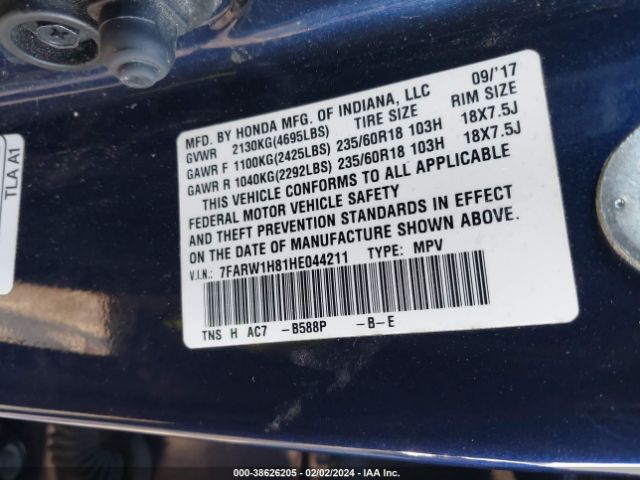 TLA A1
MFD. BY HONDA MFG. OF INDIANA, LLC 09/'17
GVWR 2130KG(4695LBS) TIRE SIZE RIM SIZE
GAWR F 1100KG(2425LBS) 235/60R18 103H 18X7.5J
GAWR R 1040KG(2292LBS) 235/60R18 103H 18X7.5J
THIS VEHICLE CONFORMS TO ALL APPLICABLE
FEDERAL MOTOR VEHICLE SAFETY
AND THEFT PREVENTION STANDARDS IN EFFECT
ON THE DATE OF MANUFACTURE SHOWN ABOVE.
V.I.N.: 7FARW1H81HE044211 TYPE: MPV
TNS H AC7 -B588P -B-E
000-38626205 - 02/02/2024 - IAA Inc.